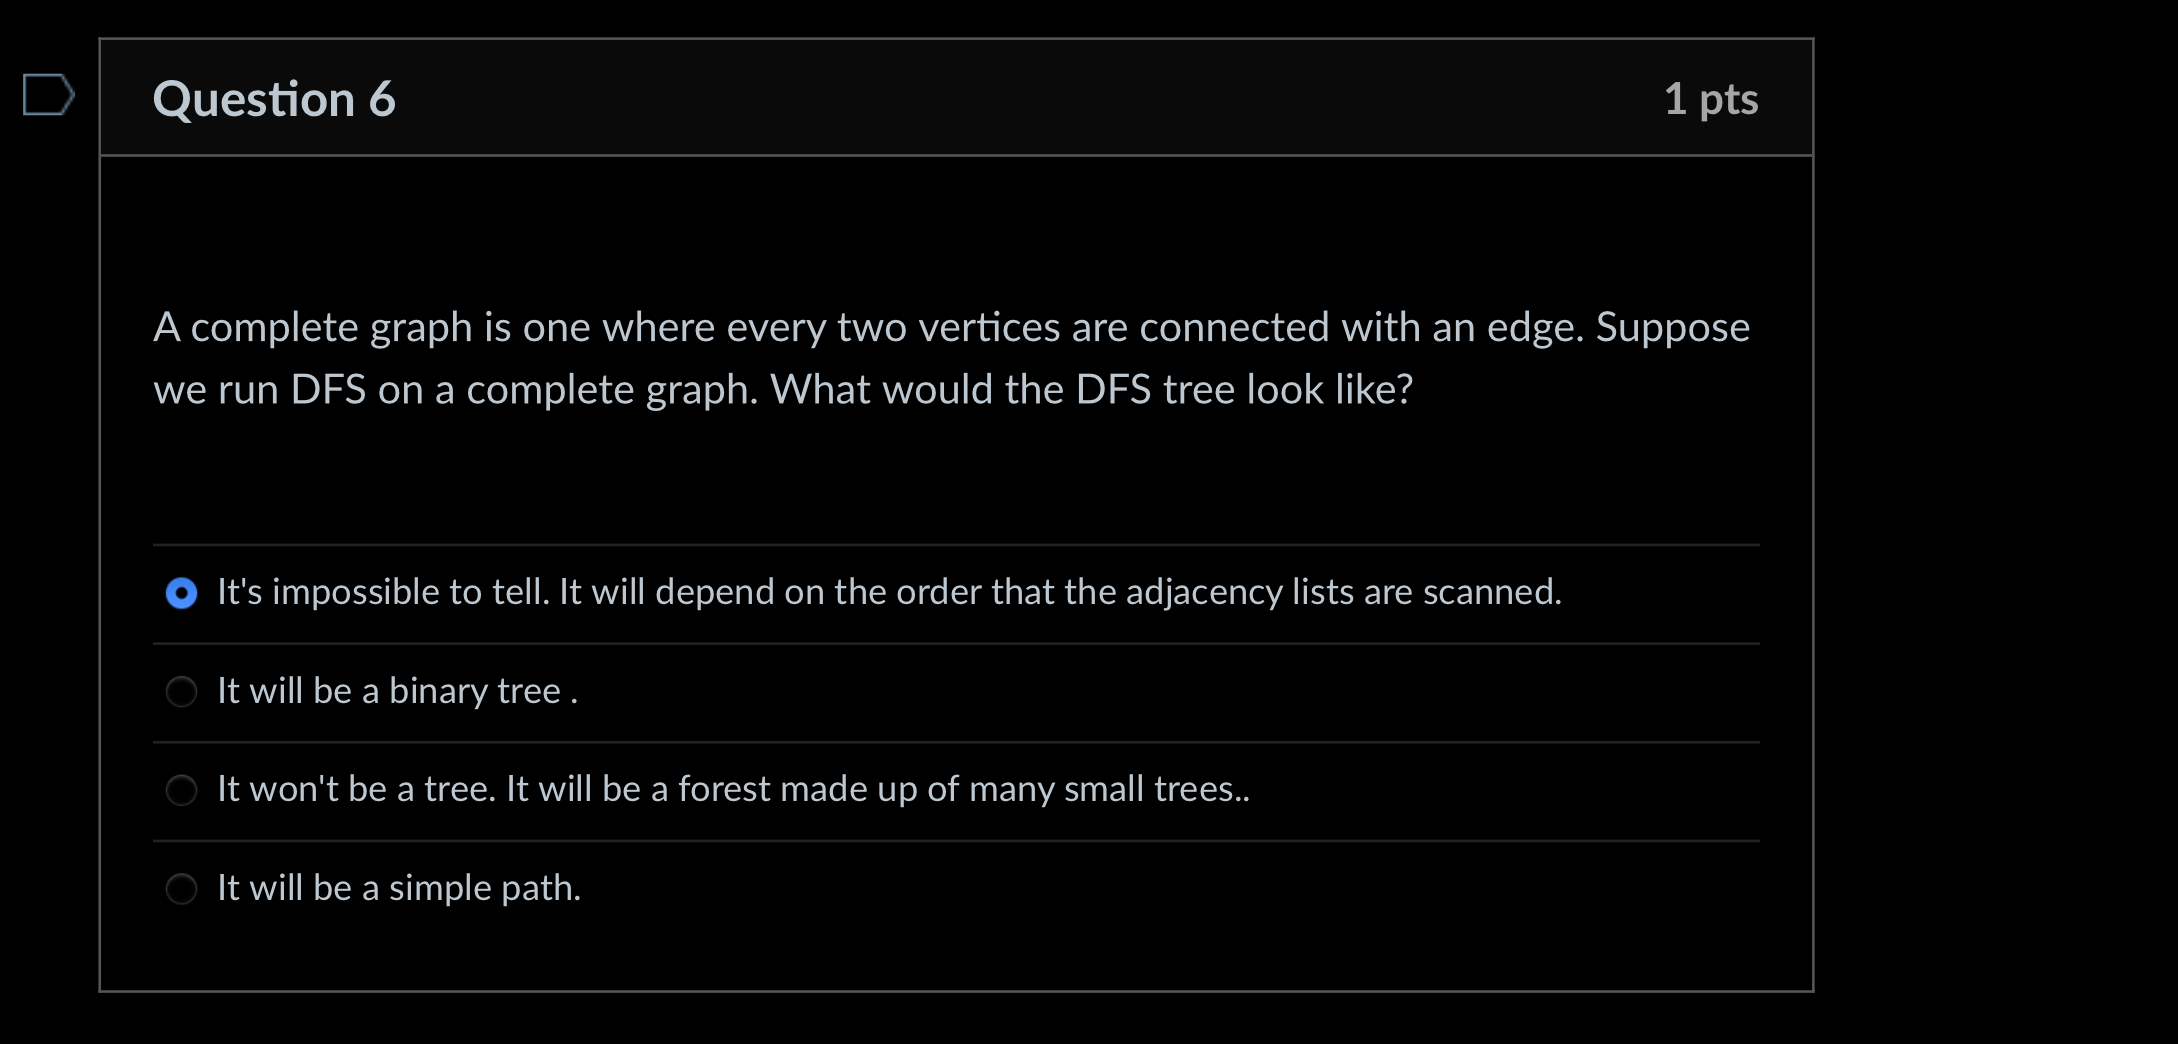 Question 6
1 pts
A complete graph is one where every two vertices are connected with an edge. Suppose
we run DFS on a complete graph. What would the DFS tree look like?
It's impossible to tell. It will depend on the order that the adjacency lists are scanned.
It will be a binary tree .
It won't be a tree. It will be a forest made up of many small trees..
It will be a simple path.